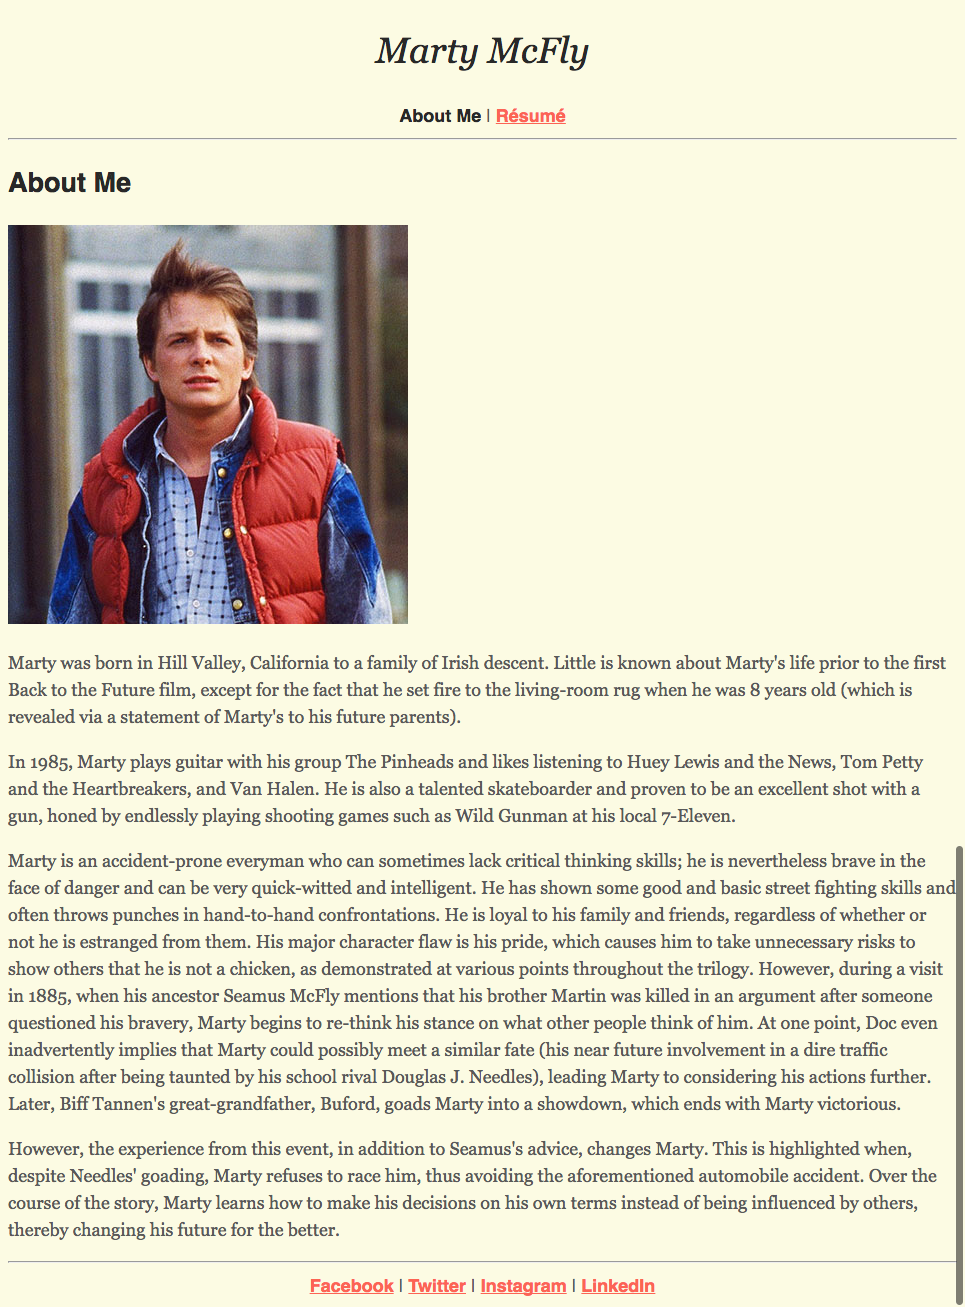 Marty McFly
About Me | Résumé
About Me
Marty was born in Hill Valley, California to a family of Irish descent. Little is known about Marty's life prior to the first
Back to the Future film, except for the fact that he set fire to the living-room rug when he was 8 years old (which is
revealed via a statement of Marty's to his future parents).
In 1985, Marty plays guitar with his group The Pinheads and likes listening to Huey Lewis and the News, Tom Petty
and the Heartbreakers, and Van Halen. He is also a talented skateboarder and proven to be an excellent shot with a
gun, honed by endlessly playing shooting games such as Wild Gunman at his local 7-Eleven.
Marty is an accident-prone everyman who can sometimes lack critical thinking skills; he is nevertheless brave in the
face of danger and can be very quick-witted and intelligent. He has shown some good and basic street fighting skills and
often throws punches in hand-to-hand confrontations. He is loyal to his family and friends, regardless of whether or
not he is estranged from them. His major character flaw is his pride, which causes him to take unnecessary risks to
show others that he is not a chicken, as demonstrated at various points throughout the trilogy. However, during a visit
in 1885, when his ancestor Seamus McFly mentions that his brother Martin was killed in an argument after someone
questioned his bravery, Marty begins to re-think his stance on what other people think of him. At one point, Doc even
inadvertently implies that Marty could possibly meet a similar fate (his near future involvement in a dire traffic
collision after being taunted by his school rival Douglas J. Needles), leading Marty to considering his actions further.
Later, Biff Tannen's great-grandfather, Buford, goads Marty into a showdown, which ends with Marty victorious.
However, the experience from this event, in addition to Seamus's advice, changes Marty. This is highlighted when,
despite Needles' goading, Marty refuses to race him, thus avoiding the aforementioned automobile accident. Over the
course of the story, Marty learns how to make his decisions on his own terms instead of being influenced by others,
thereby changing his future for the better.
Facebook | Twitter | Instagram | LinkedIn